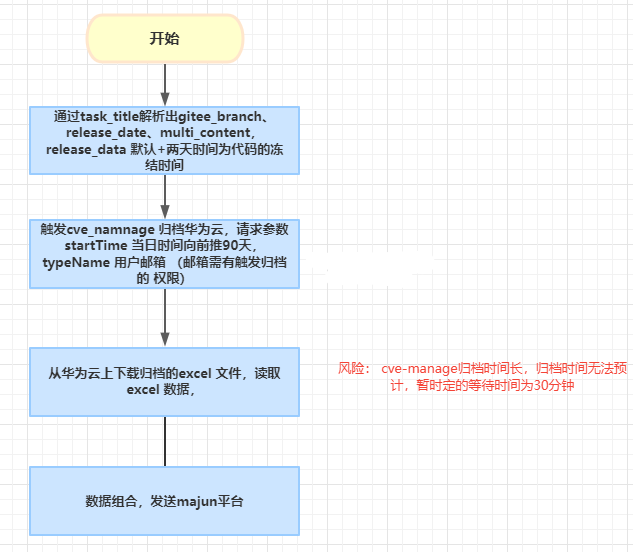 开始
通过task_title解析出gitee_branch、
release_date、multi_content，
release_data 默认+两天时间为代码的冻
结时间
触发cve_namnage 归档华为云，请求参数
startTime 当日时间向前推90天，
typeName 用户邮箱 （邮箱需有触发归档
的 权限）
从华为云上下载归档的excel 文件，读取
excel 数据，
风险： cve-manage归档时间长，归档时间无法预
计，暂时定的等待时间为30分钟
数据组合，发送majun平台